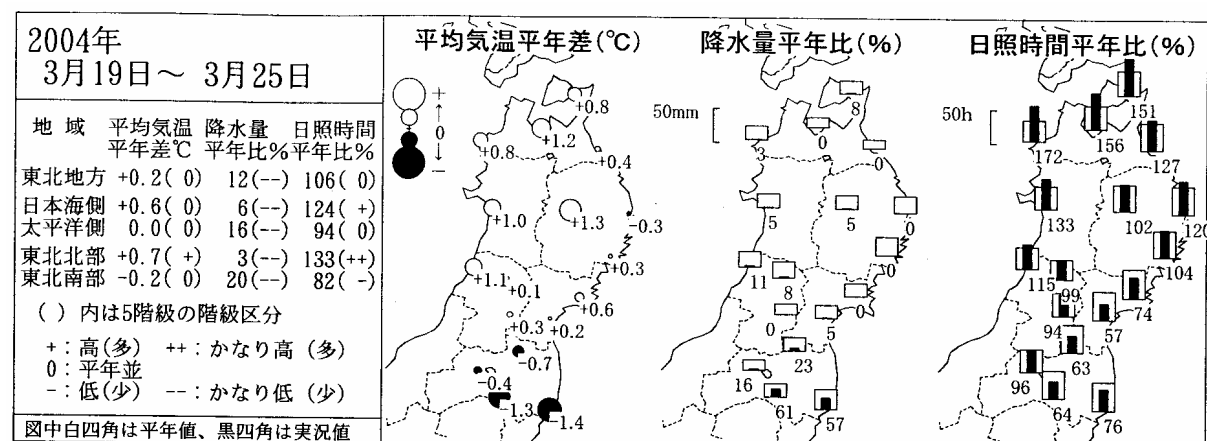 2004年
3月19日～ 3月25日
地 域 平均気温 降水量 日照時間
平年差℃ 平年比% 平年比%
東北地方 +0.2( 0) 12(--) 106( 0)
日本海側 +0.6( 0) 6(--) 124( +)
太平洋側 0.0( 0) 16(--) 94( 0)
東北北部 +0.7( +) 3(--) 133(++)
東北南部 -0.2( 0) 20(--) 82( -)
( ) 内は5階級の階級区分
+：高(多) ++：かなり高 (多)
0：平年並
-：低(少) --：かなり低 (少)
図中白四角は平年値、黒四角は実況値
平均気温平年差(℃)
+
↑
0
↓
-
+0.8
+1.2
+0.8
+0.4
+1.0
+1.3
-0.3
+0.3
+1.1
+0.1
+0.6
+0.3
+0.2
-0.7
-0.4
-1.3
-1.4
降水量平年比(%)
50mm
8
0
3
0
5
5
0
0
11
8
0
0
5
23
16
61
57
日照時間平年比(%)
50h
151
156
172
127
133
102
120
104
115
99
74
94
57
63
96
64
76